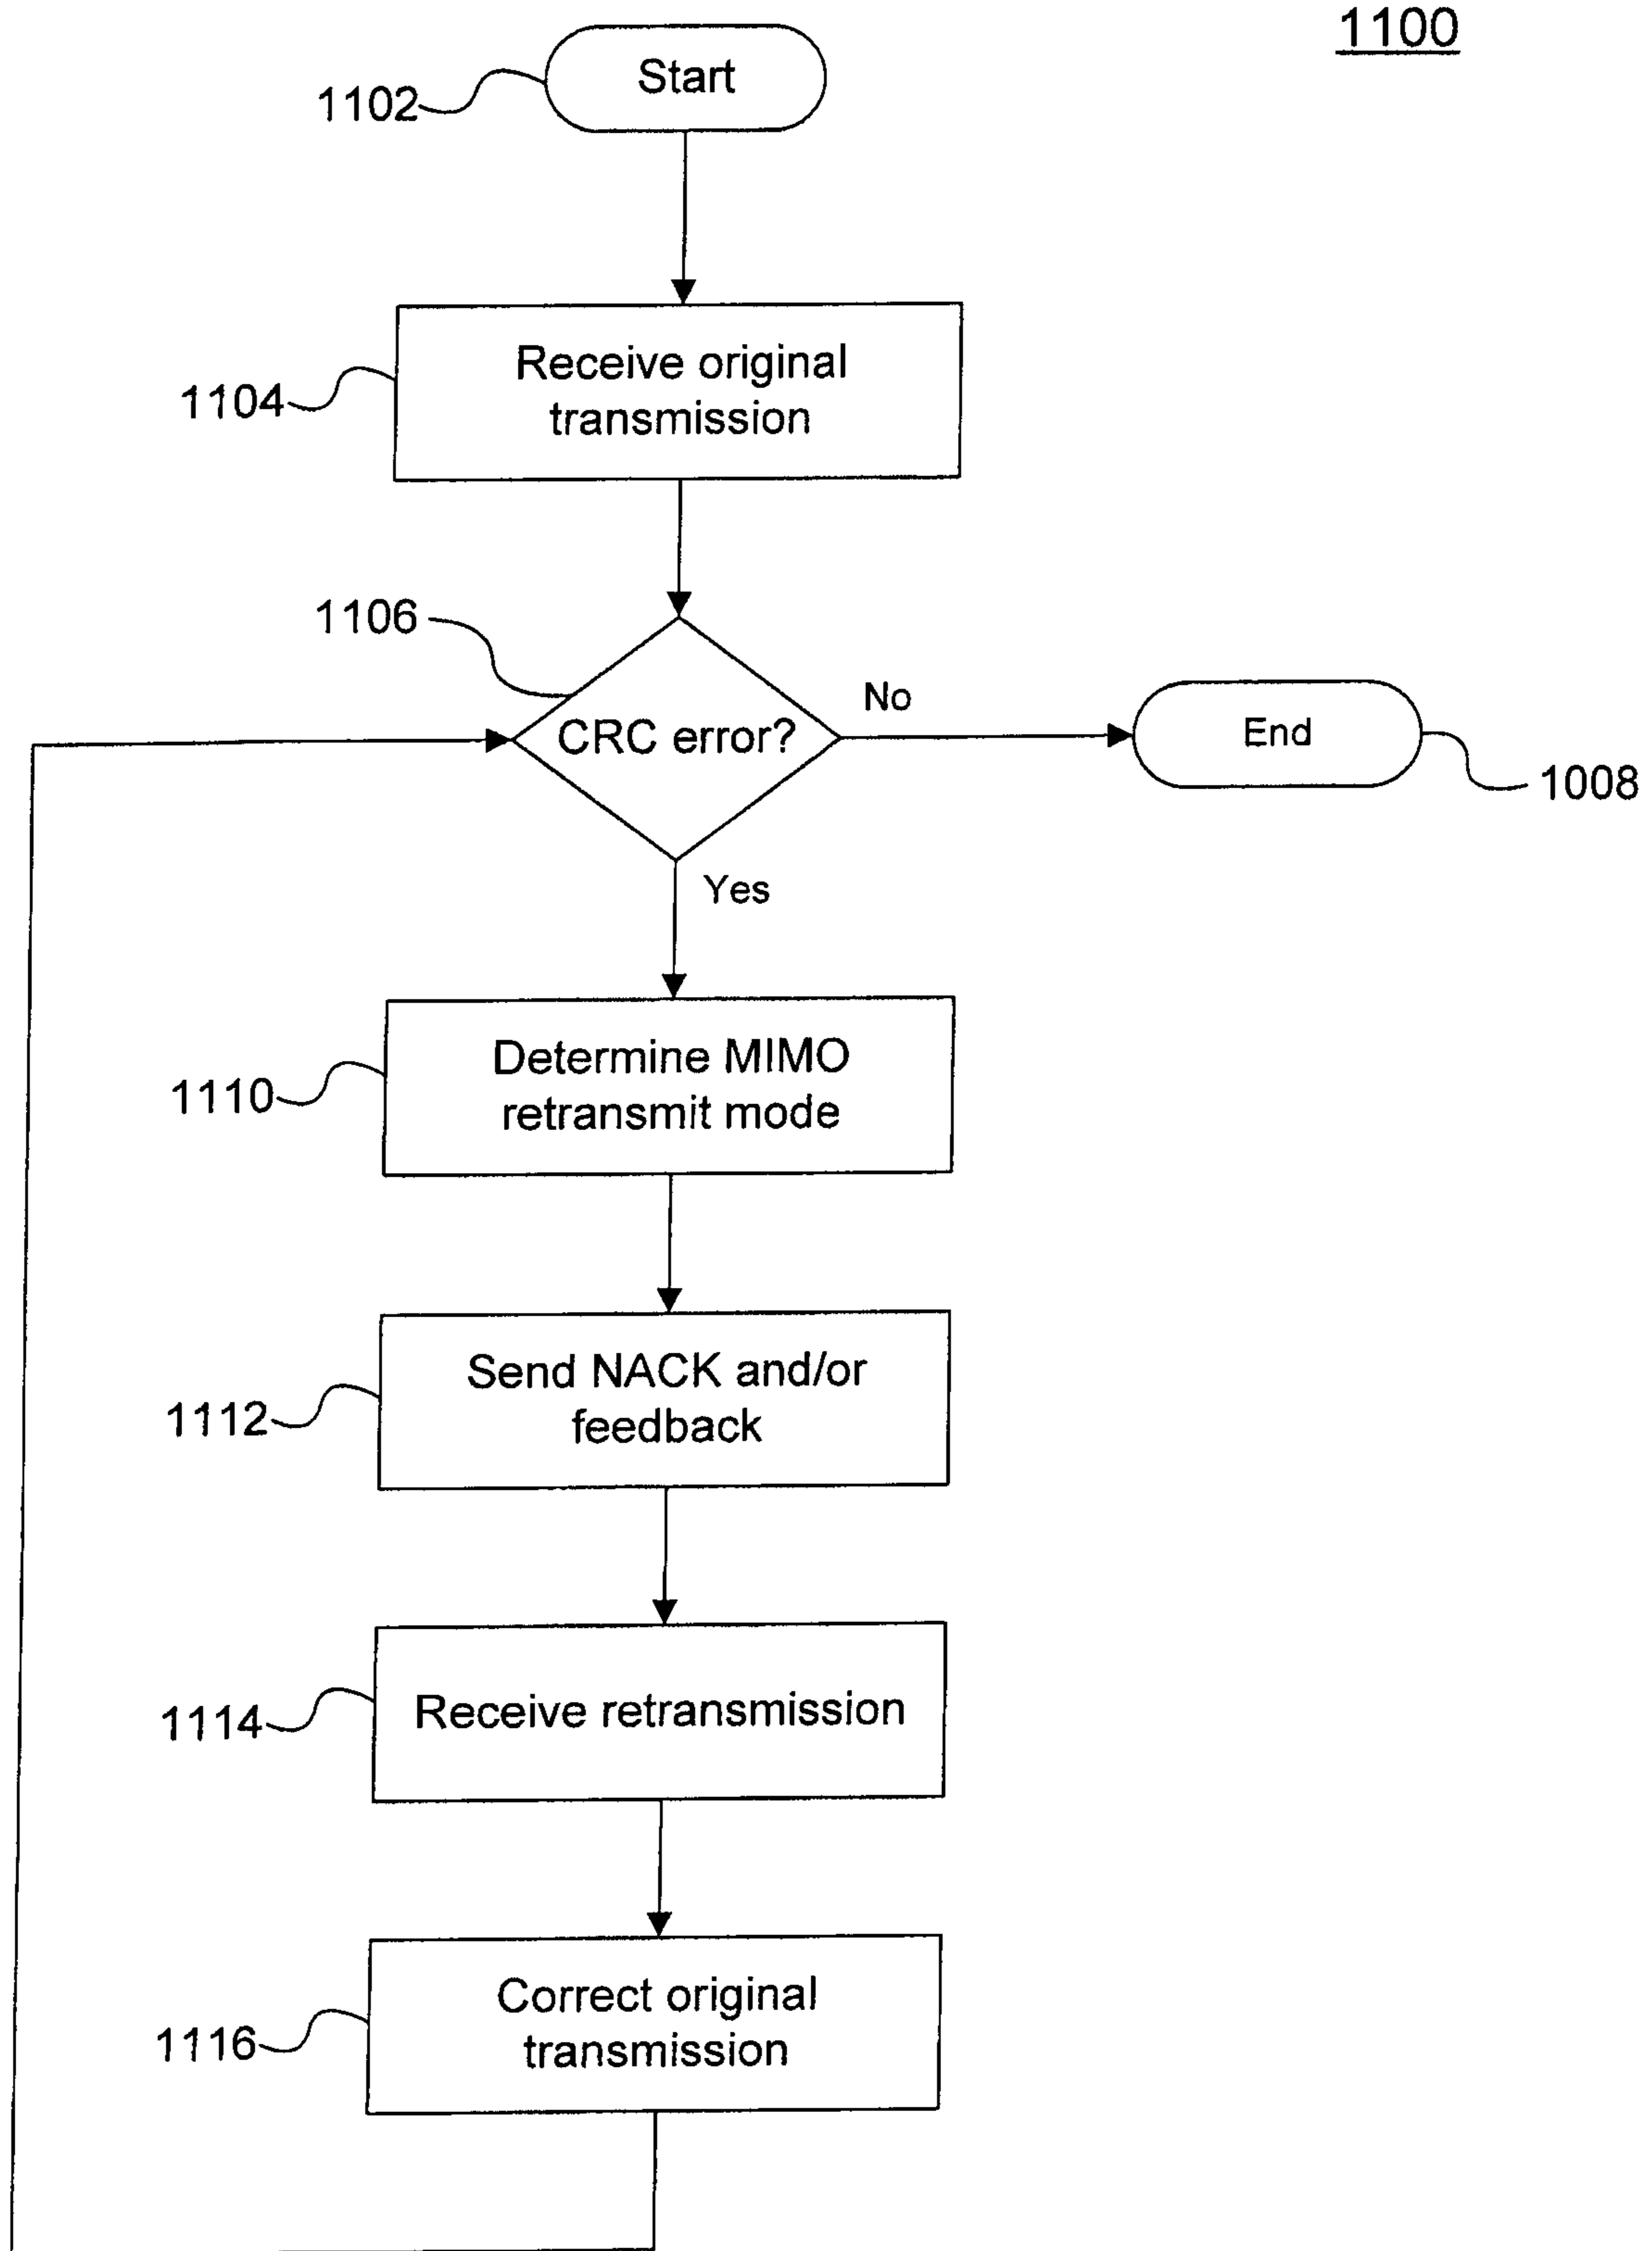 1100
Start
1102
Receive original
transmission
1104
1106
CRC error?
No
End
1008
Yes
Determine MIMO
retransmit mode
1110
Send NACK and/or
feedback
1112
Receive retransmission
1114
Correct original
transmission
1116